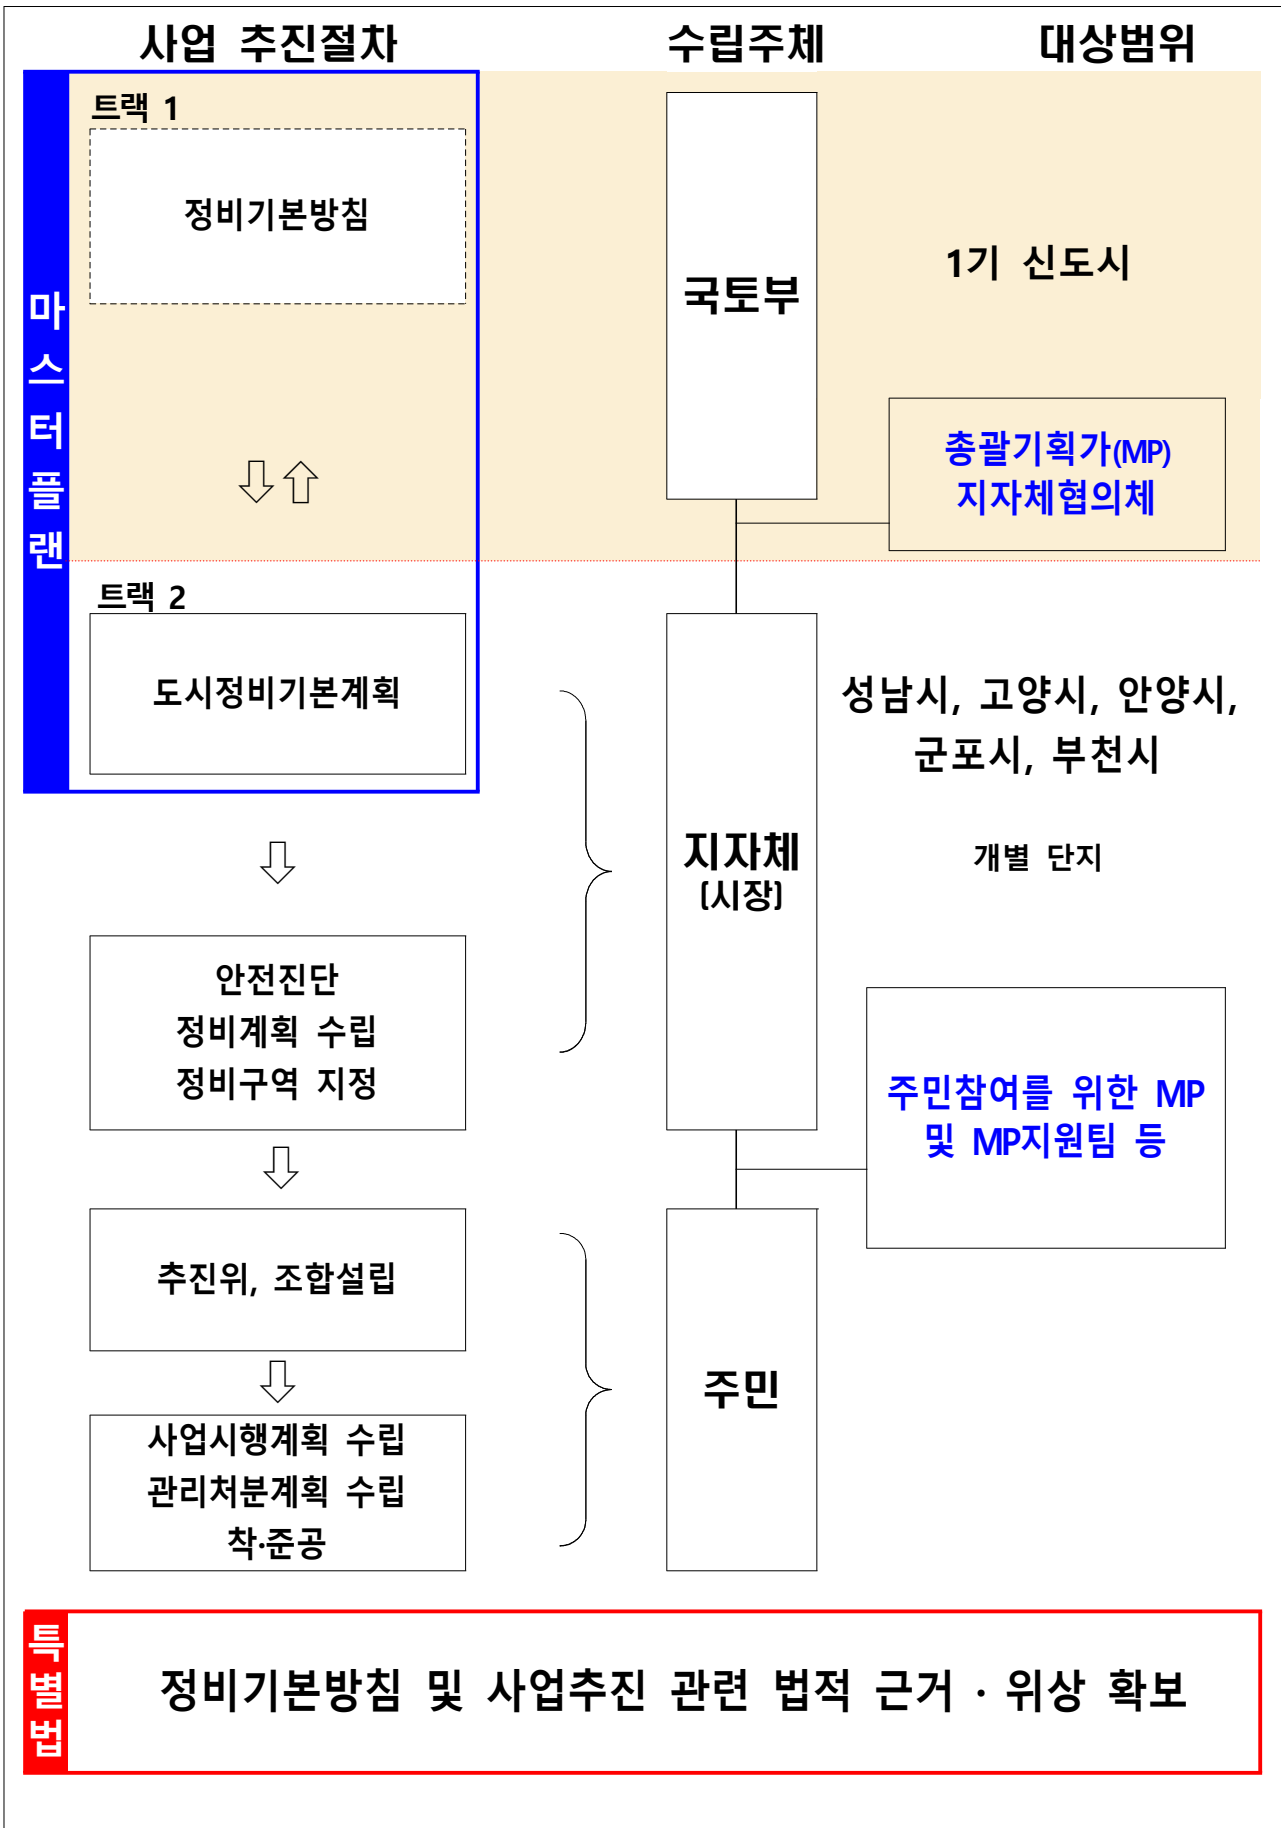 사업 추진절차
수립주체
대상범위
마스터플랜
트랙 1
정비기본방침
국토부
1기 신도시
총괄기획가(MP)
지자체협의체
트랙 2
도시정비기본계획
지자체
(시장)
성남시, 고양시, 안양시,
군포시, 부천시
개별 단지
안전진단
정비계획 수립
정비구역 지정
주민참여를 위한 MP
및 MP지원팀 등
추진위, 조합설립
주민
사업시행계획 수립
관리처분계획 수립
착·준공
특별법
정비기본방침 및 사업추진 관련 법적 근거 · 위상 확보